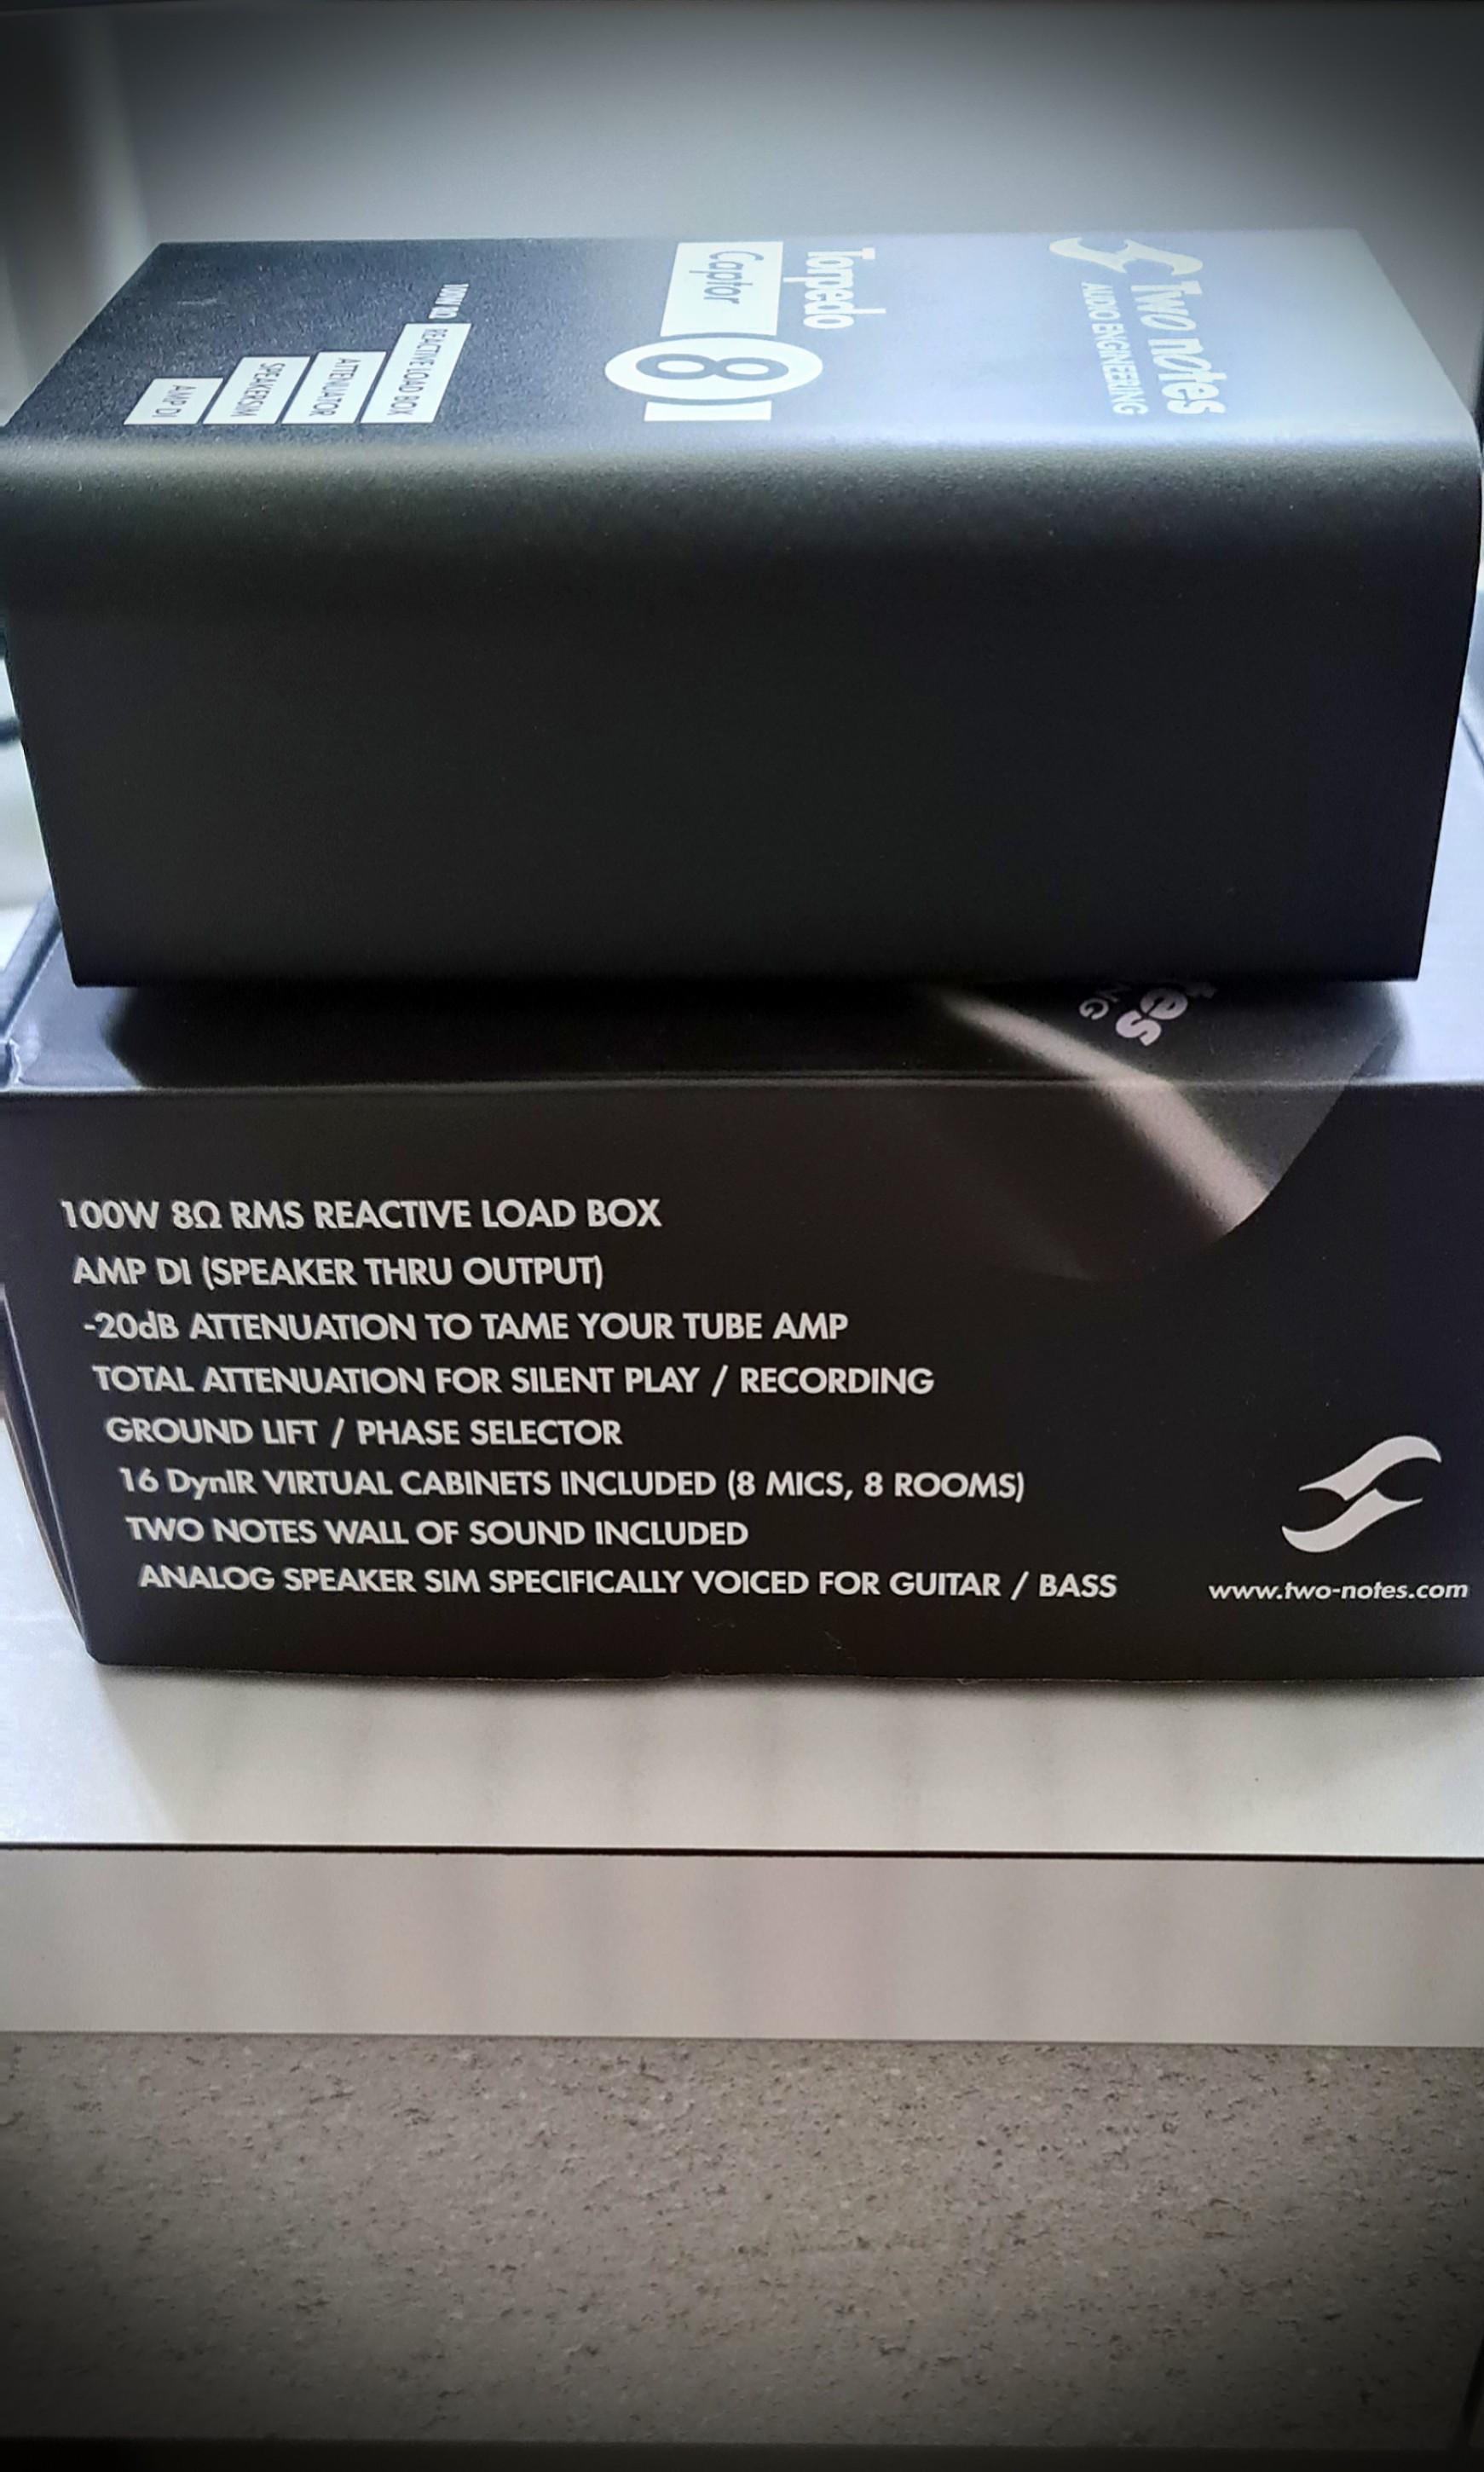 Two notes
AUDIO ENGINEERING
Torpedo
Captor
8
100W 8Ω
REACTIVE LOAD BOX
ATTENUATOR
SPEAKERSIM
AMP DI
tes
NG
100W 8Ω RMS REACTIVE LOAD BOX
AMP DI (SPEAKER THRU OUTPUT)
-20dB ATTENUATION TO TAME YOUR TUBE AMP
TOTAL ATTENUATION FOR SILENT PLAY / RECORDING
GROUND LIFT / PHASE SELECTOR
16 DynIR VIRTUAL CABINETS INCLUDED (8 MICS, 8 ROOMS)
TWO NOTES WALL OF SOUND INCLUDED
ANALOG SPEAKER SIM SPECIFICALLY VOICED FOR GUITAR / BASS
www.two-notes.com